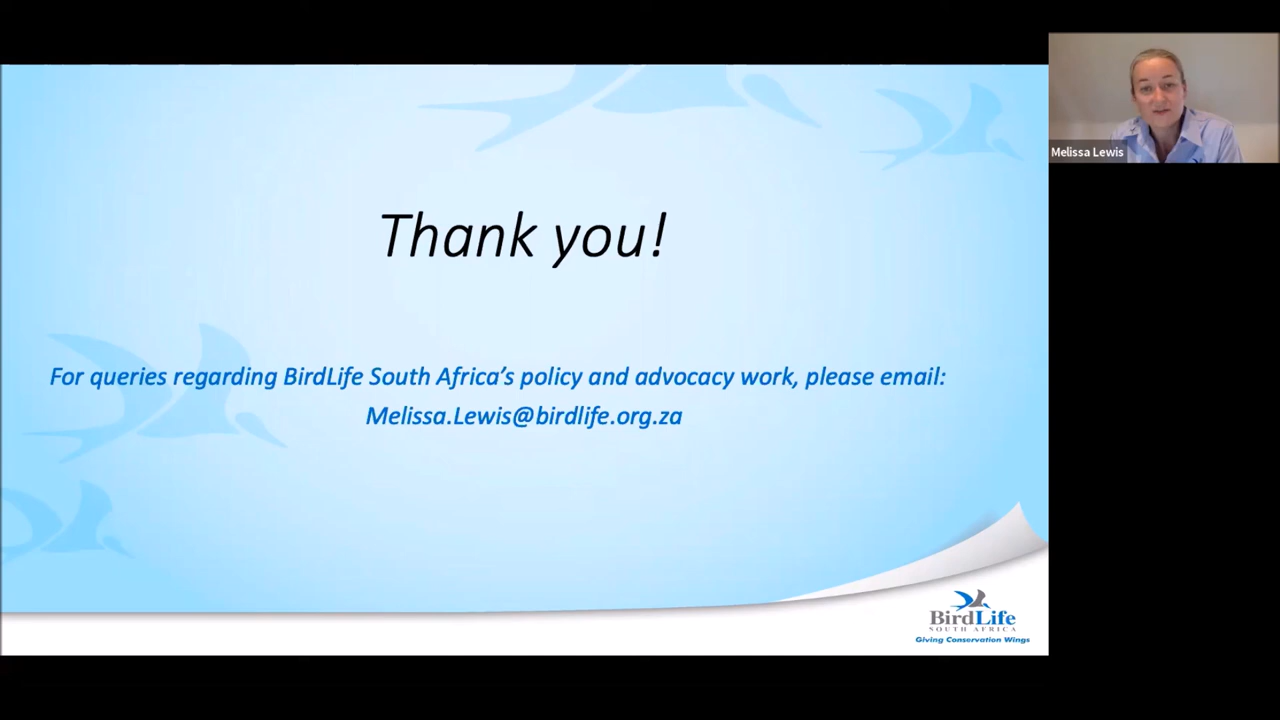 Thank you!
For queries regarding BirdLife South Africa's policy and advocacy work, please email:
Melissa.Lewis@birdlife.org.za
BirdLife
SOUTH AFRICA
Giving Conservation Wings
Melissa Lewis